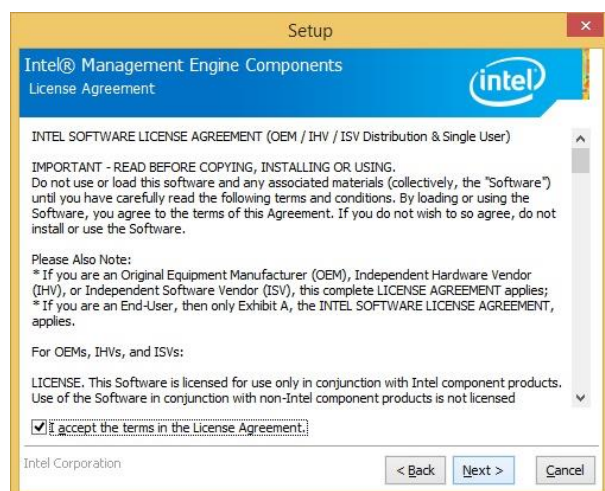 Setup
Intel® Management Engine Components
License Agreement
intel
INTEL SOFTWARE LICENSE AGREEMENT (OEM / IHV / ISV Distribution & Single User)
IMPORTANT - READ BEFORE COPYING, INSTALLING OR USING.
Do not use or load this software and any associated materials (collectively, the "Software")
until you have carefully read the following terms and conditions. By loading or using the
Software, you agree to the terms of this Agreement. If you do not wish to so agree, do not
install or use the Software.
Please Also Note:
* If you are an Original Equipment Manufacturer (OEM), Independent Hardware Vendor
(IHV), or Independent Software Vendor (ISV), this complete LICENSE AGREEMENT applies;
* If you are an End-User, then only Exhibit A, the INTEL SOFTWARE LICENSE AGREEMENT,
applies.
For OEMs, IHVs, and ISVs:
LICENSE. This Software is licensed for use only in conjunction with Intel component products.
Use of the Software in conjunction with non-Intel component products is not licensed
I accept the terms in the License Agreement.
Intel Corporation
< Back
Next >
Cancel